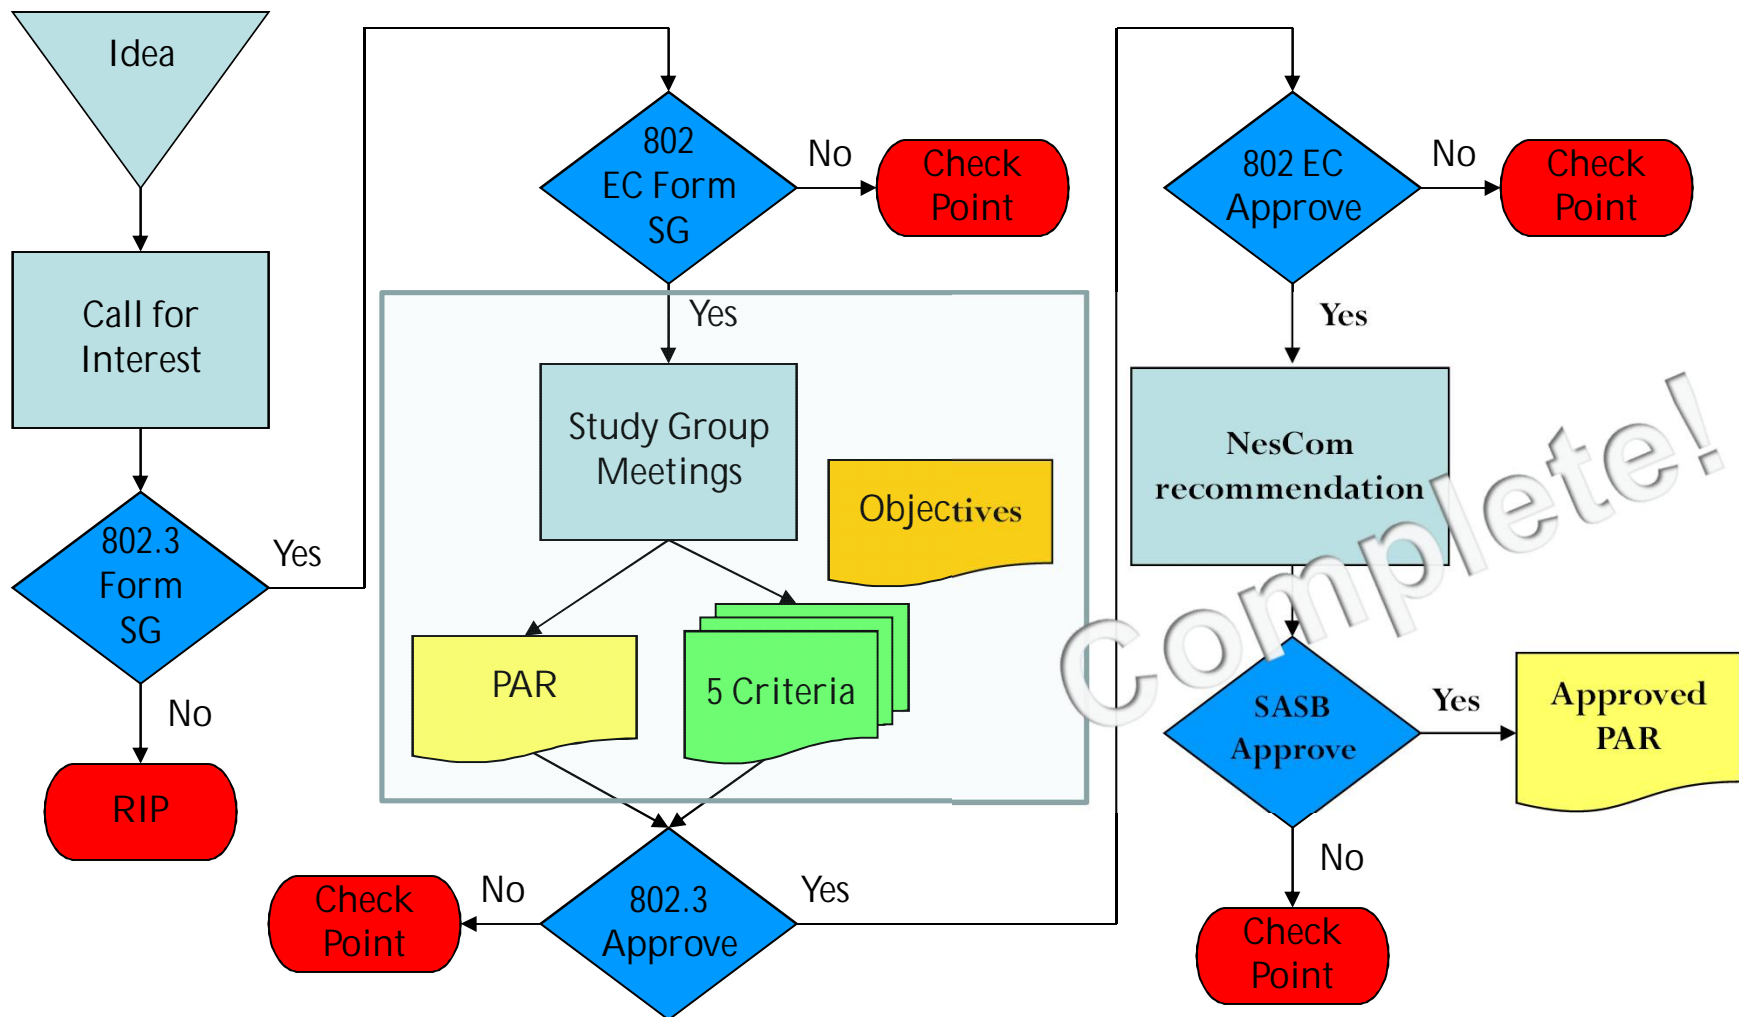 Idea
Call for
Interest
802.3
Form
SG
Yes
No
RIP
802
EC Form
SG
No
Check
Point
Yes
Study Group
Meetings
Objectives
PAR
5 Criteria
802.3
Approve
No
Check
Point
Yes
802 EC
Approve
No
Check
Point
Yes
NesCom
recommendation
Complete!
SASB
Approve
Yes
Approved
PAR
No
Check
Point